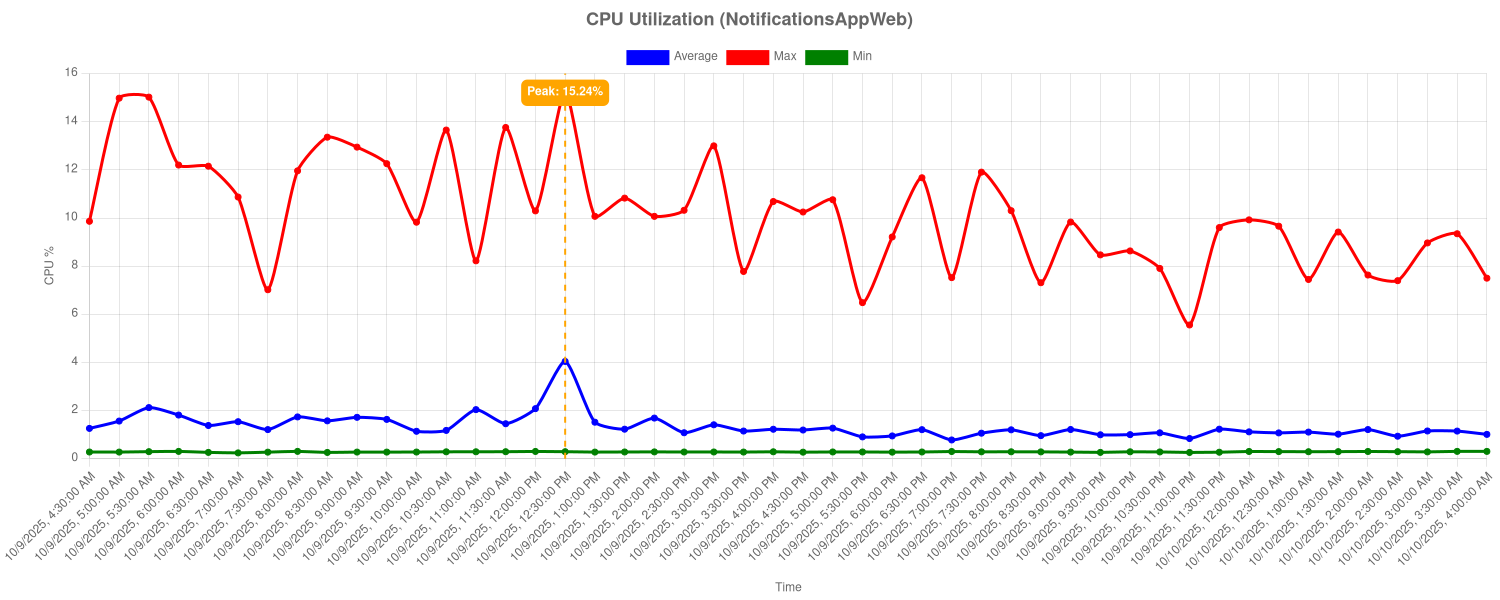 CPU Utilization (NotificationsAppWeb)
Average Max Min
Peak: 15.24%
16
14
12
10
8
6
4
2
0
CPU %
10/9/2025, 4:30:00 AM
10/9/2025, 5:00:00 AM
10/9/2025, 5:30:00 AM
10/9/2025, 6:00:00 AM
10/9/2025, 6:30:00 AM
10/9/2025, 7:00:00 AM
10/9/2025, 7:30:00 AM
10/9/2025, 8:00:00 AM
10/9/2025, 8:30:00 AM
10/9/2025, 9:00:00 AM
10/9/2025, 9:30:00 AM
10/9/2025, 10:00:00 AM
10/9/2025, 10:30:00 AM
10/9/2025, 11:00:00 AM
10/9/2025, 11:30:00 AM
10/9/2025, 12:00:00 PM
10/9/2025, 12:30:00 PM
10/9/2025, 1:00:00 PM
10/9/2025, 1:30:00 PM
10/9/2025, 2:00:00 PM
10/9/2025, 2:30:00 PM
10/9/2025, 3:00:00 PM
10/9/2025, 3:30:00 PM
10/9/2025, 4:00:00 PM
10/9/2025, 4:30:00 PM
10/9/2025, 5:00:00 PM
10/9/2025, 5:30:00 PM
10/9/2025, 6:00:00 PM
10/9/2025, 6:30:00 PM
10/9/2025, 7:00:00 PM
10/9/2025, 7:30:00 PM
10/9/2025, 8:00:00 PM
10/9/2025, 8:30:00 PM
10/9/2025, 9:00:00 PM
10/9/2025, 9:30:00 PM
10/9/2025, 10:00:00 PM
10/9/2025, 10:30:00 PM
10/9/2025, 11:00:00 PM
10/9/2025, 11:30:00 PM
10/10/2025, 12:00:00 AM
10/10/2025, 12:30:00 AM
10/10/2025, 1:00:00 AM
10/10/2025, 1:30:00 AM
10/10/2025, 2:00:00 AM
10/10/2025, 2:30:00 AM
10/10/2025, 3:00:00 AM
10/10/2025, 3:30:00 AM
10/10/2025, 4:00:00 AM
Time